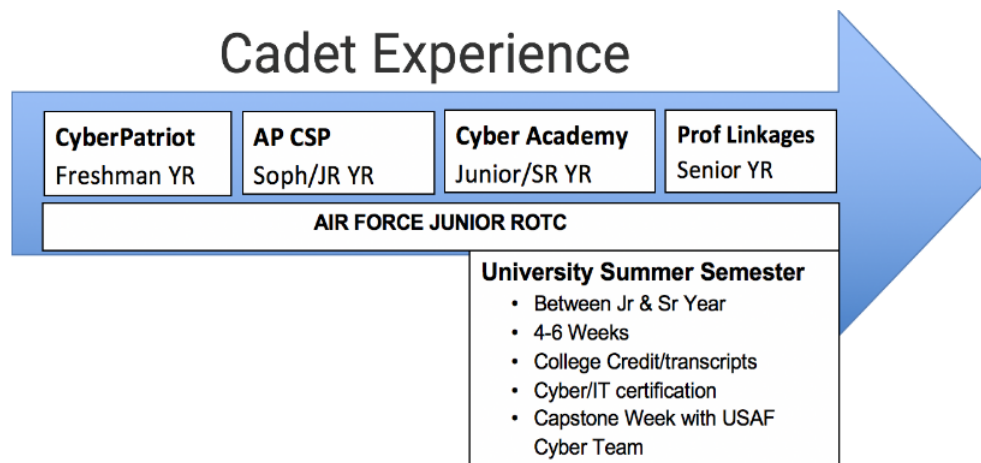 Cadet Experience
CyberPatriot
Freshman YR
AP CSP
Soph/JR YR
Cyber Academy
Junior/SR YR
Prof Linkages
Senior YR
AIR FORCE JUNIOR ROTC
University Summer Semester
• Between Jr & Sr Year
• 4-6 Weeks
• College Credit/transcripts
• Cyber/IT certification
• Capstone Week with USAF
Cyber Team